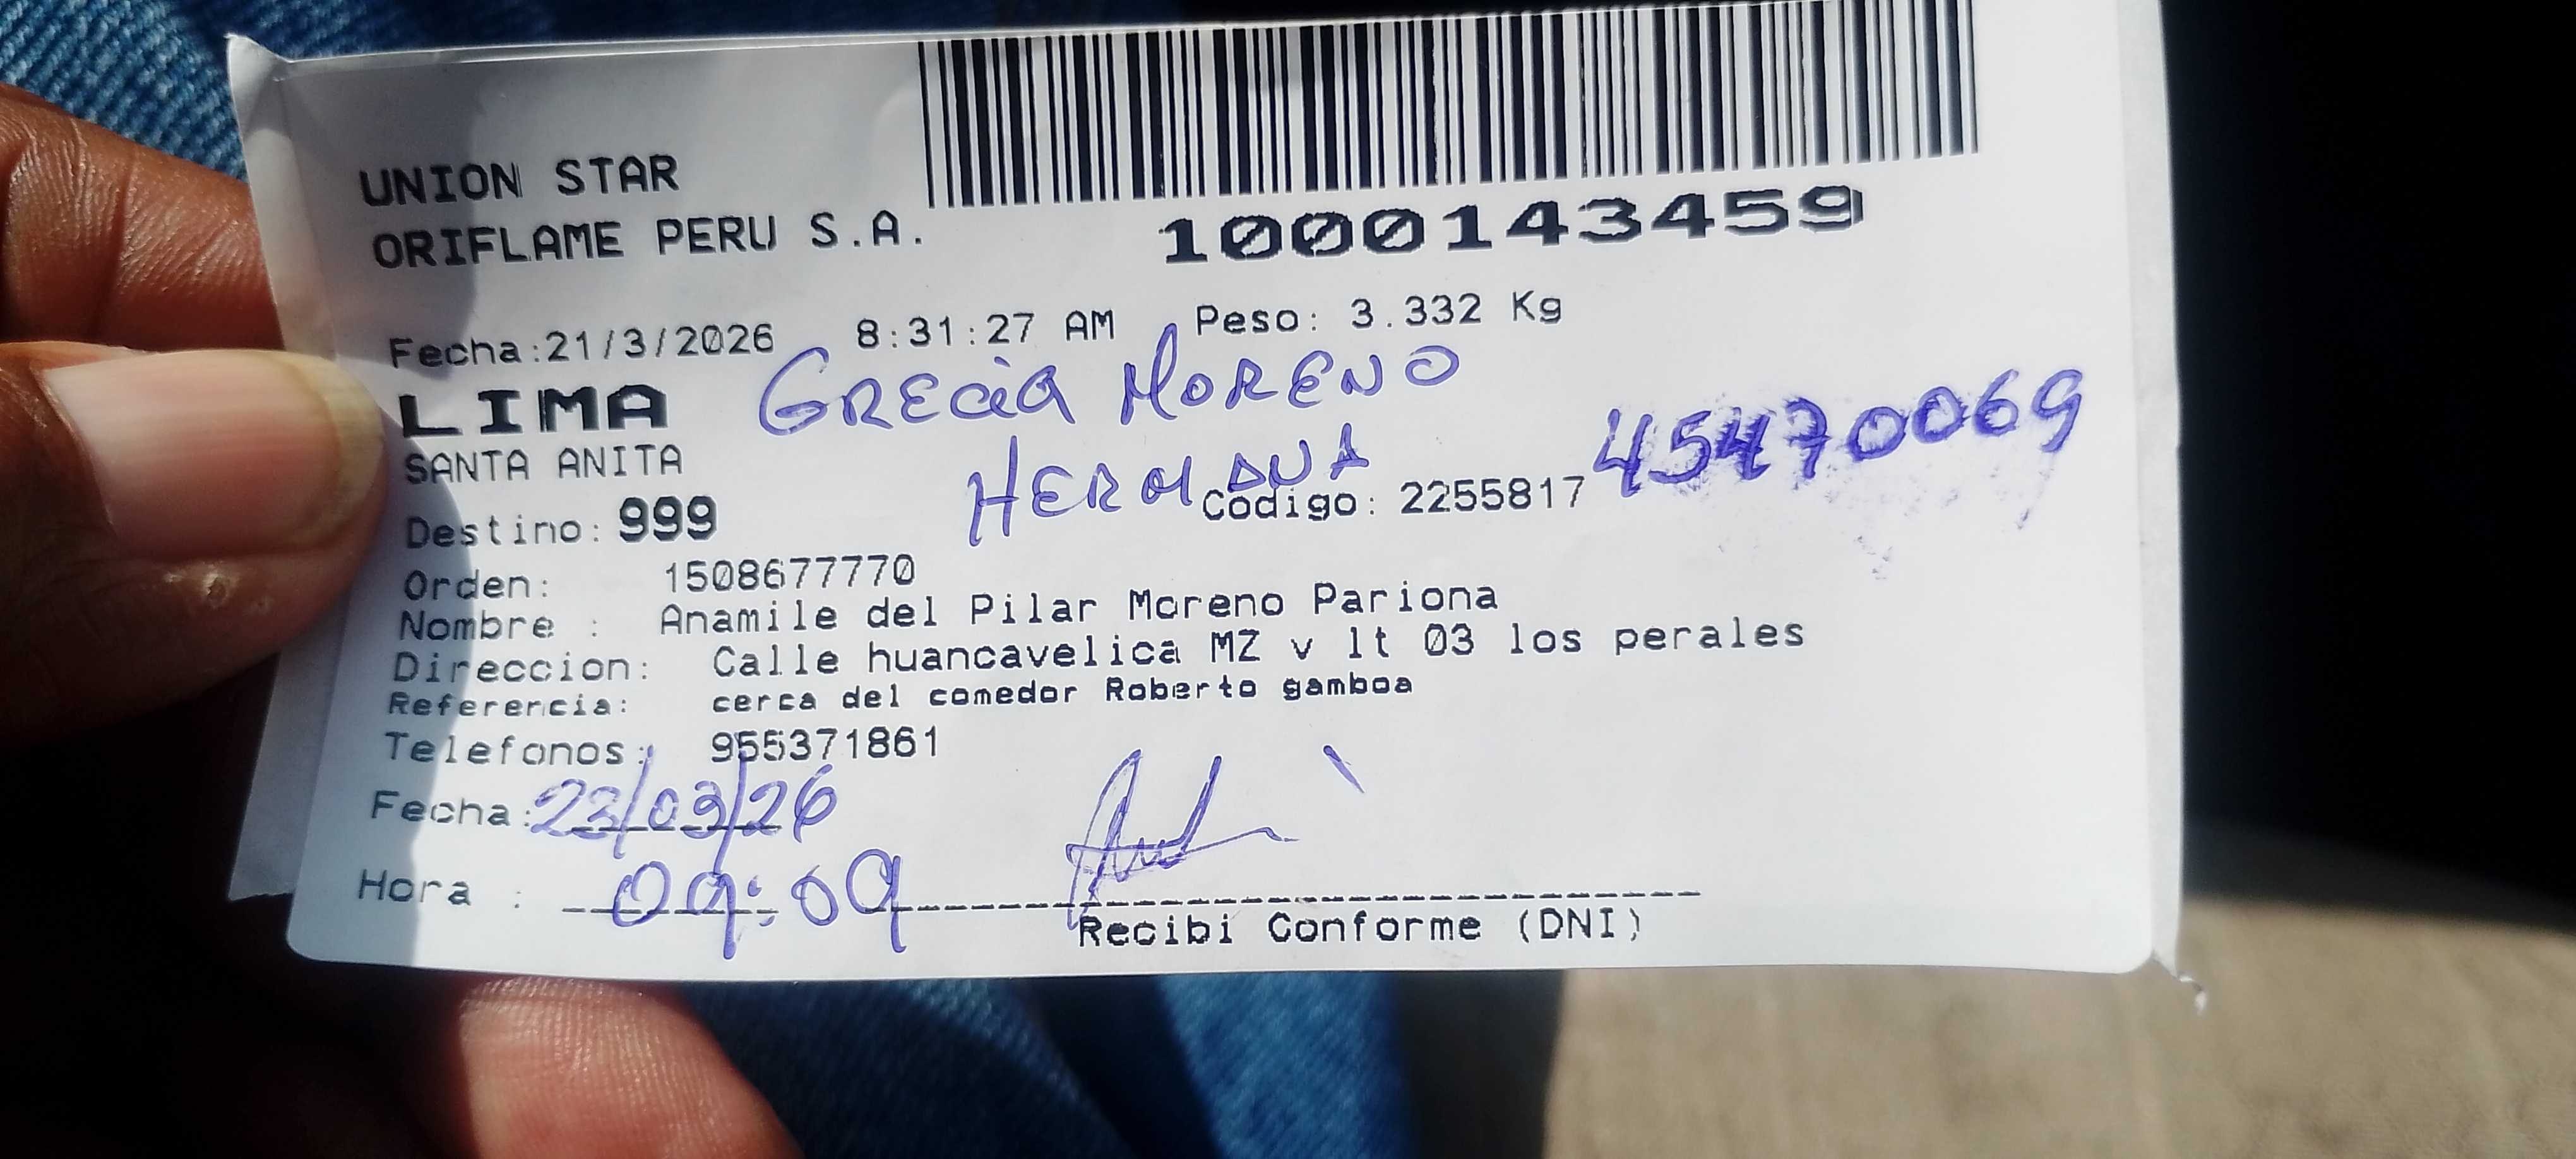 UNION STAR
ORIFLAME PERU S.A.
1000143459
Fecha:21/3/2026 8:31:27 AM Peso: 3.332 Kg
LIMA GRECIA MORENO
SANTA ANITA HERMANA 45470069
Destino: 999 Codigo: 2255817
Orden: 1508677770
Nombre : Anamile del Pilar Moreno Pariona
Direccion: Calle huancavelica MZ v lt 03 los perales
Referencia: cerca del comedor Roberto gamboa
Telefonos: 955371861
Fecha: 23/03/26
Hora : 09:09
Recibi Conforme (DNI)